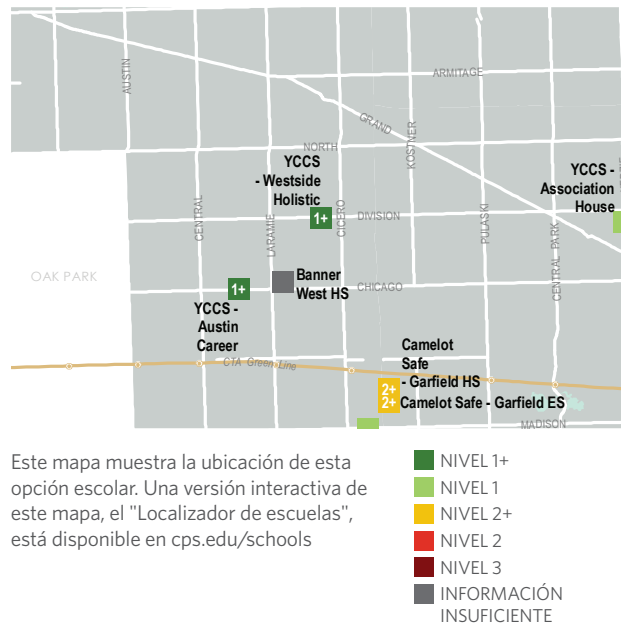 AUSTIN
ARMITAGE
GRAND
KOSTNER
NORTH
YCCS
- Westside
Holistic
YCCS -
Association
House
1+
DIVISION
CENTRAL
LARAMIE
CICERO
PULASKI
CENTRAL PARK
OAK PARK
1+
Banner
West HS
CHICAGO
YCCS -
Austin
Career
CTA Green Line
Camelot
Safe
- Garfield HS
2+
2+
Camelot Safe - Garfield ES
MADISON
Este mapa muestra la ubicación de esta
opción escolar. Una versión interactiva de
este mapa, el "Localizador de escuelas",
está disponible en cps.edu/schools
NIVEL 1+
NIVEL 1
NIVEL 2+
NIVEL 2
NIVEL 3
INFORMACIÓN
INSUFICIENTE